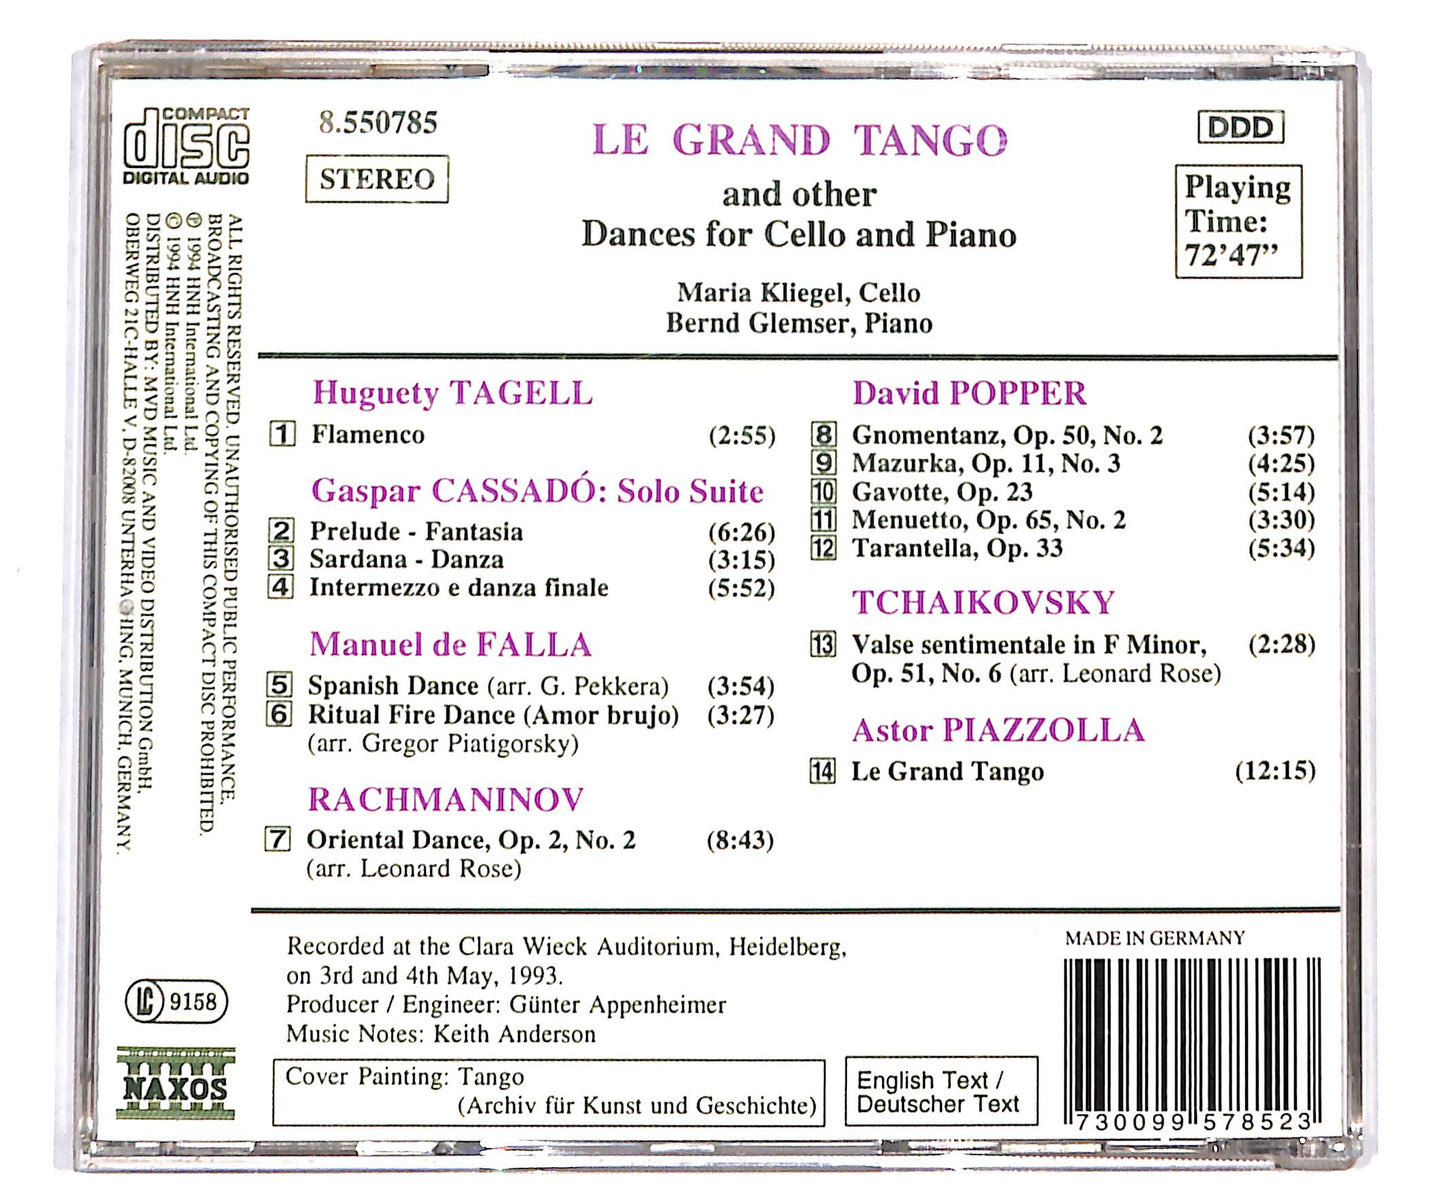 COMPACT
disc
DIGITAL AUDIO
8.550785
STEREO
LE GRAND TANGO
and other
Dances for Cello and Piano
Maria Kliegel, Cello
Bernd Glemser, Piano
DDD
Playing
Time:
72'47"
ALL RIGHTS RESERVED. UNAUTHORISED PUBLIC PERFORMANCE,
BROADCASTING AND COPYING OF THIS COMPACT DISC PROHIBITED.
℗ 1994 HNH International Ltd.
© 1994 HNH International Ltd.
DISTRIBUTED BY: MVD MUSIC AND VIDEO DISTRIBUTION GmbH,
OBERWEG 21C-HALLE V, D-82008 UNTERHACHING, MUNICH, GERMANY.
Huguety TAGELL
1 Flamenco (2:55)
Gaspar CASSADÓ: Solo Suite
2 Prelude - Fantasia (6:26)
3 Sardana - Danza (3:15)
4 Intermezzo e danza finale (5:52)
Manuel de FALLA
5 Spanish Dance (arr. G. Pekkera) (3:54)
6 Ritual Fire Dance (Amor brujo) (3:27)
(arr. Gregor Piatigorsky)
RACHMANINOV
7 Oriental Dance, Op. 2, No. 2 (8:43)
(arr. Leonard Rose)
David POPPER
8 Gnomentanz, Op. 50, No. 2 (3:57)
9 Mazurka, Op. 11, No. 3 (4:25)
10 Gavotte, Op. 23 (5:14)
11 Menuetto, Op. 65, No. 2 (3:30)
12 Tarantella, Op. 33 (5:34)
TCHAIKOVSKY
13 Valse sentimentale in F Minor, (2:28)
Op. 51, No. 6 (arr. Leonard Rose)
Astor PIAZZOLLA
14 Le Grand Tango (12:15)
Recorded at the Clara Wieck Auditorium, Heidelberg,
on 3rd and 4th May, 1993.
Producer / Engineer: Günter Appenheimer
Music Notes: Keith Anderson
Cover Painting: Tango
(Archiv für Kunst und Geschichte)
English Text /
Deutscher Text
MADE IN GERMANY
730099 578523
LC 9158
NAXOS